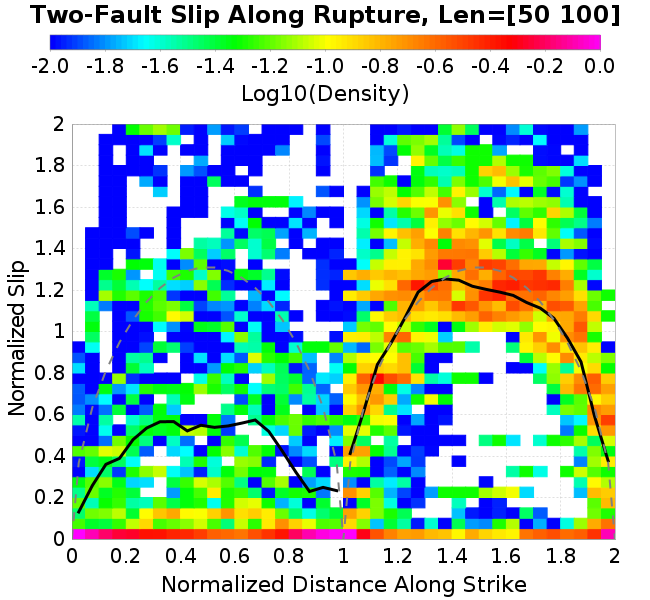 Two-Fault Slip Along Rupture, Len=[50 100]
-2.0 -1.8 -1.6 -1.4 -1.2 -1.0 -0.8 -0.6 -0.4 -0.2 0.0
Log10(Density)
2
1.8
1.6
1.4
1.2
1
0.8
0.6
0.4
0.2
0
Normalized Slip
0 0.2 0.4 0.6 0.8 1 1.2 1.4 1.6 1.8 2
Normalized Distance Along Strike